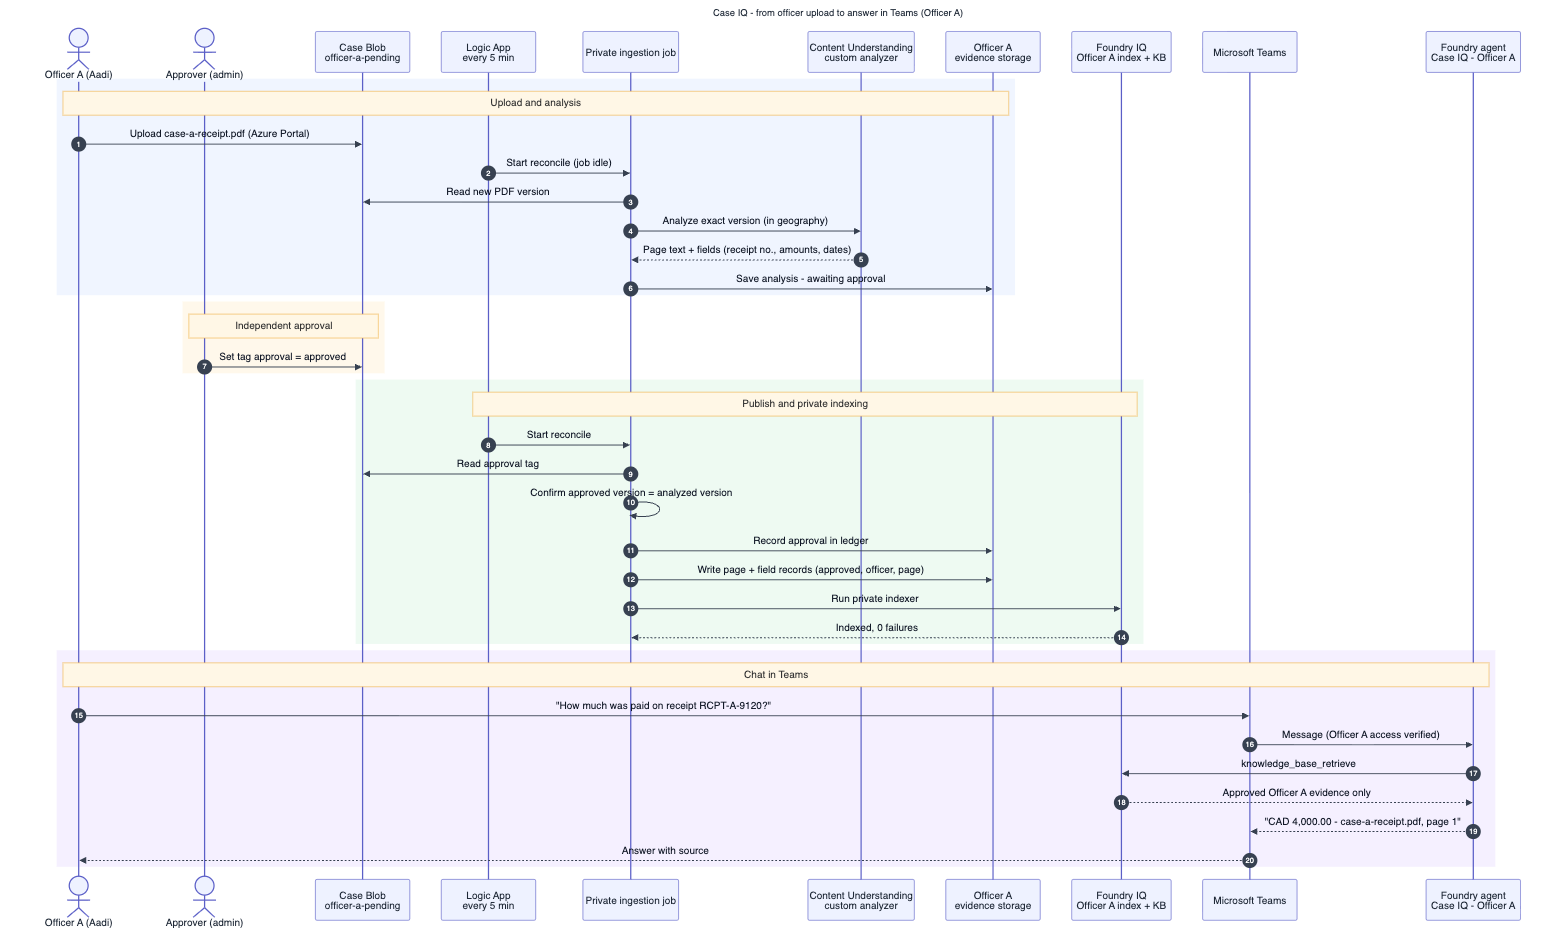 Case IQ - from officer upload to answer in Teams (Officer A)
Officer A (Aadi)
Approver (admin)
Case Blob
officer-a-pending
Logic App
every 5 min
Private ingestion job
Content Understanding
custom analyzer
Officer A
evidence storage
Foundry IQ
Officer A index + KB
Microsoft Teams
Foundry agent
Case IQ - Officer A
Upload and analysis
1 Upload case-a-receipt.pdf (Azure Portal)
2 Start reconcile (job idle)
Read new PDF version 3
4 Analyze exact version (in geography)
Page text + fields (receipt no., amounts, dates) 5
6 Save analysis - awaiting approval
Independent approval
7 Set tag approval = approved
Publish and private indexing
8 Start reconcile
Read approval tag 9
Confirm approved version = analyzed version
10
11 Record approval in ledger
12 Write page + field records (approved, officer, page)
13 Run private indexer
Indexed, 0 failures 14
Chat in Teams
15 "How much was paid on receipt RCPT-A-9120?"
16 Message (Officer A access verified)
knowledge_base_retrieve 17
18 Approved Officer A evidence only
"CAD 4,000.00 - case-a-receipt.pdf, page 1" 19
Answer with source 20
Officer A (Aadi)
Approver (admin)
Case Blob
officer-a-pending
Logic App
every 5 min
Private ingestion job
Content Understanding
custom analyzer
Officer A
evidence storage
Foundry IQ
Officer A index + KB
Microsoft Teams
Foundry agent
Case IQ - Officer A